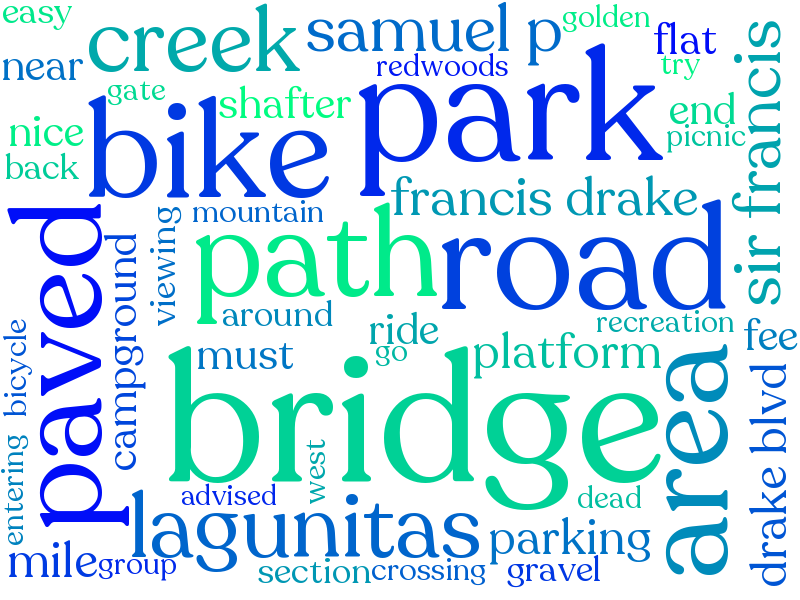 easy
creek
samuel p
golden
flat
near
redwoods
try
sir francis
gate
shafter
park
end
nice
bike
picnic
back
francis drake
paved
mountain
viewing
path
road
campground
around
ride
recreation
bicycle
must
go
platform
fee
bridge
area
drake blvd
entering
west
advised
dead
lagunitas
parking
mile
group
section
crossing
gravel